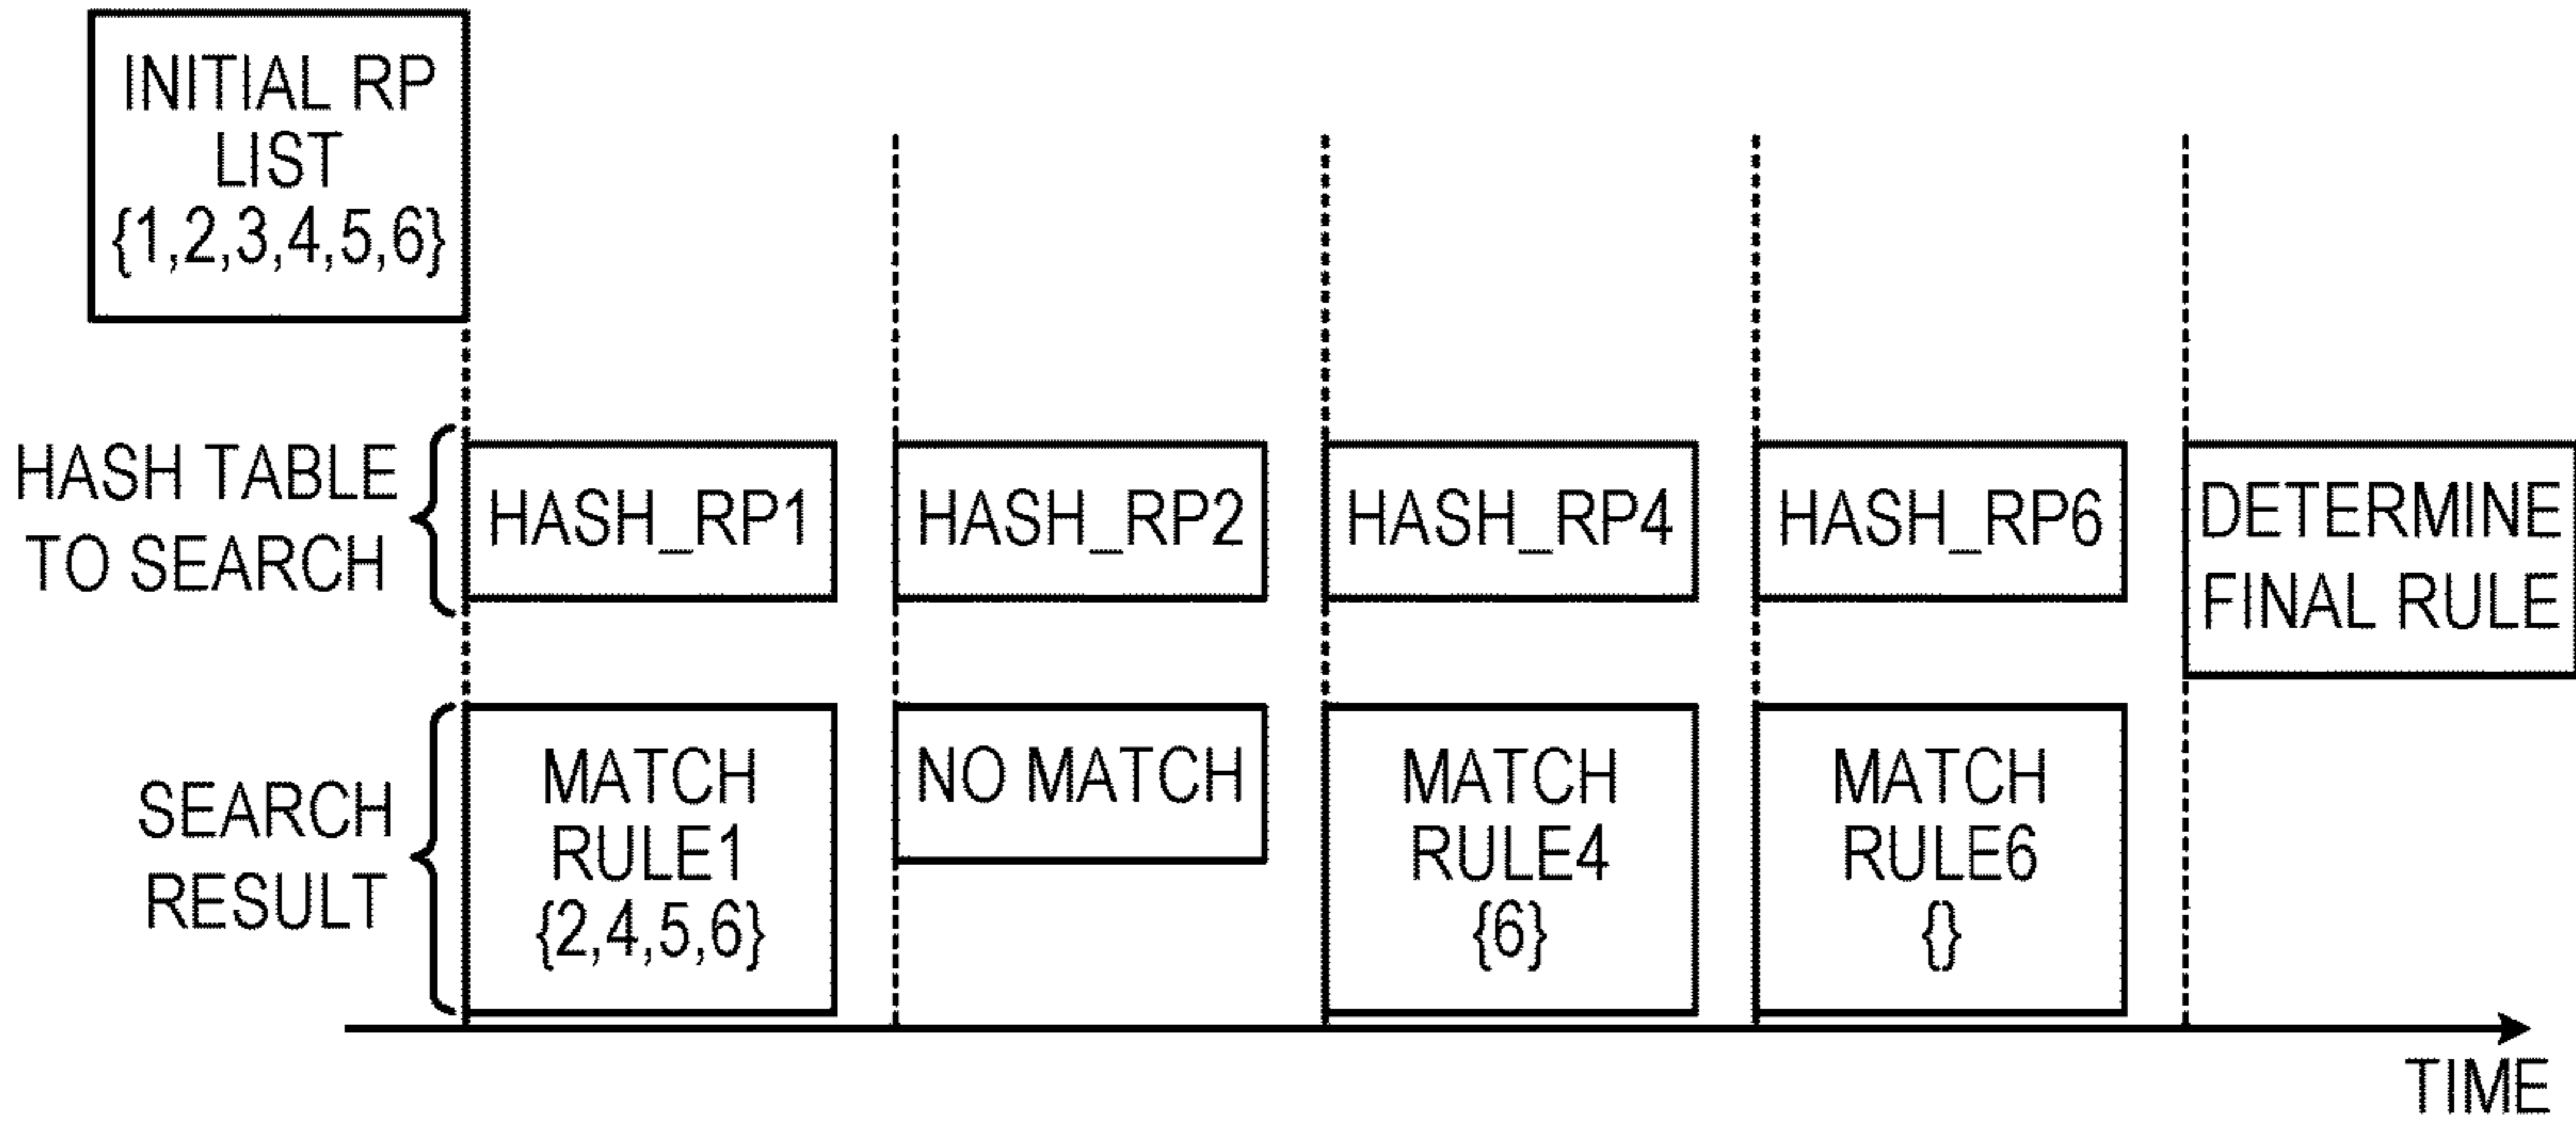 INITIAL RP
LIST
{1,2,3,4,5,6}
HASH TABLE
TO SEARCH
HASH_RP1
HASH_RP2
HASH_RP4
HASH_RP6
DETERMINE
FINAL RULE
SEARCH
RESULT
MATCH
RULE1
{2,4,5,6}
NO MATCH
MATCH
RULE4
{6}
MATCH
RULE6
{}
TIME